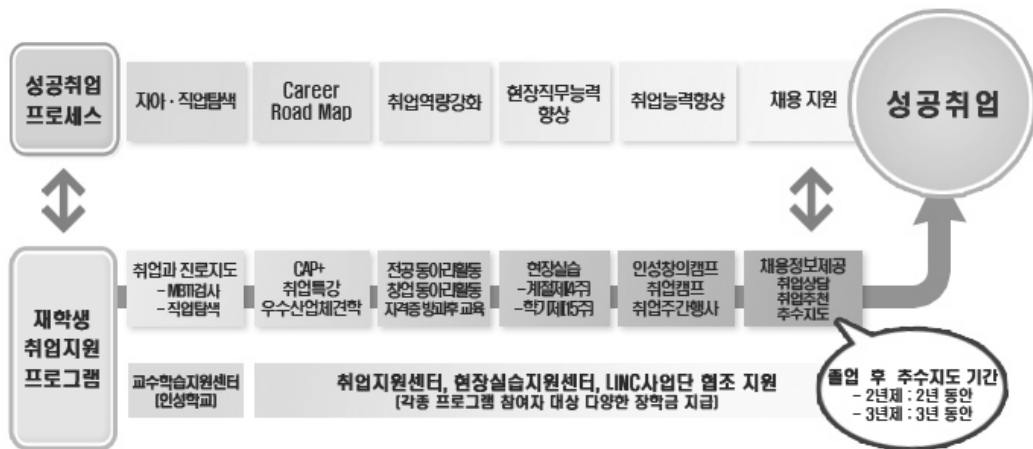 성공취업
프로세스
자아 · 직업탐색
Career
Road Map
취업역량강화
현장직무능력
향상
취업능력향상
채용 지원
성공취업
재학생
취업지원
프로그램
취업과 진로지도
- MBTI검사
- 직업탐색
CAP+
취업특강
우수산업체견학
전공 동아리활동
창업 동아리활동
자격증 방과후 교육
현장실습
-계절제(4주)
-학기제(15주)
인성창의캠프
취업캠프
취업주간행사
채용정보제공
취업상담
취업추천
추수지도
교수학습지원센터
(인성학교)
취업지원센터, 현장실습지원센터, LINC사업단 협조 지원
(각종 프로그램 참여자 대상 다양한 장학금 지급)
졸업 후 추수지도 기간
- 2년제 : 2년 동안
- 3년제 : 3년 동안